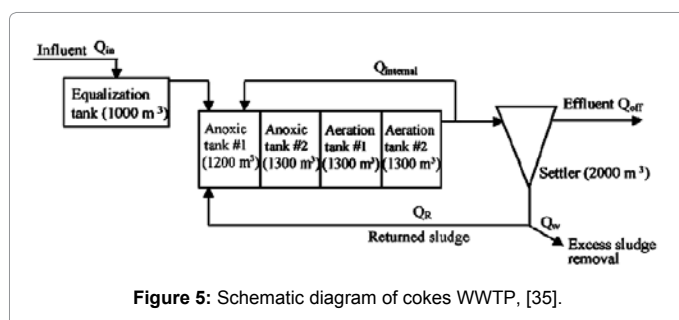 Influent Q_in
Equalization
tank (1000 m³)
Q_internal
Anoxic
tank #1
(1200 m³)
Anoxic
tank #2
(1300 m³)
Aeration
tank #1
(1300 m³)
Aeration
tank #2
(1300 m³)
Effluent Q_eff
Settler (2000 m³)
Q_R
Returned sludge
Q_w
Excess sludge
removal
Figure 5: Schematic diagram of cokes WWTP, [35].